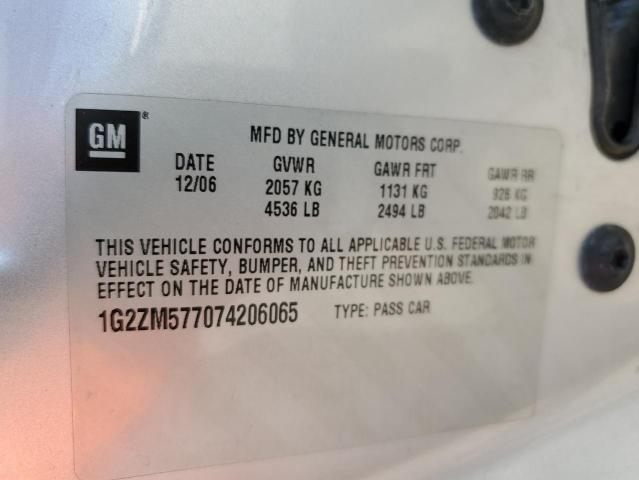 GM ®
MFD BY GENERAL MOTORS CORP.
DATE GVWR GAWR FRT GAWR RR
12/06 2057 KG 1131 KG 926 KG
4536 LB 2494 LB 2042 LB
THIS VEHICLE CONFORMS TO ALL APPLICABLE U.S. FEDERAL MOTOR
VEHICLE SAFETY, BUMPER, AND THEFT PREVENTION STANDARDS IN
EFFECT ON THE DATE OF MANUFACTURE SHOWN ABOVE.
1G2ZM577074206065 TYPE: PASS CAR